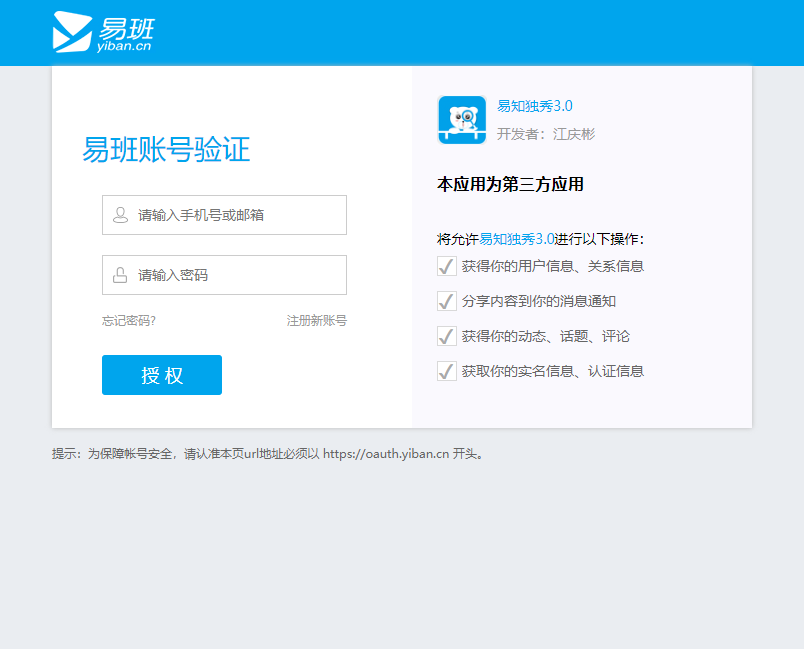 易班
yiban.cn
易班账号验证
请输入手机号或邮箱
请输入密码
忘记密码?
注册新账号
授 权
易知独秀3.0
开发者：江庆彬
本应用为第三方应用
将允许易知独秀3.0进行以下操作：
获得你的用户信息、关系信息
分享内容到你的消息通知
获得你的动态、话题、评论
获取你的实名信息、认证信息
提示：为保障帐号安全，请认准本页url地址必须以 https://oauth.yiban.cn 开头。